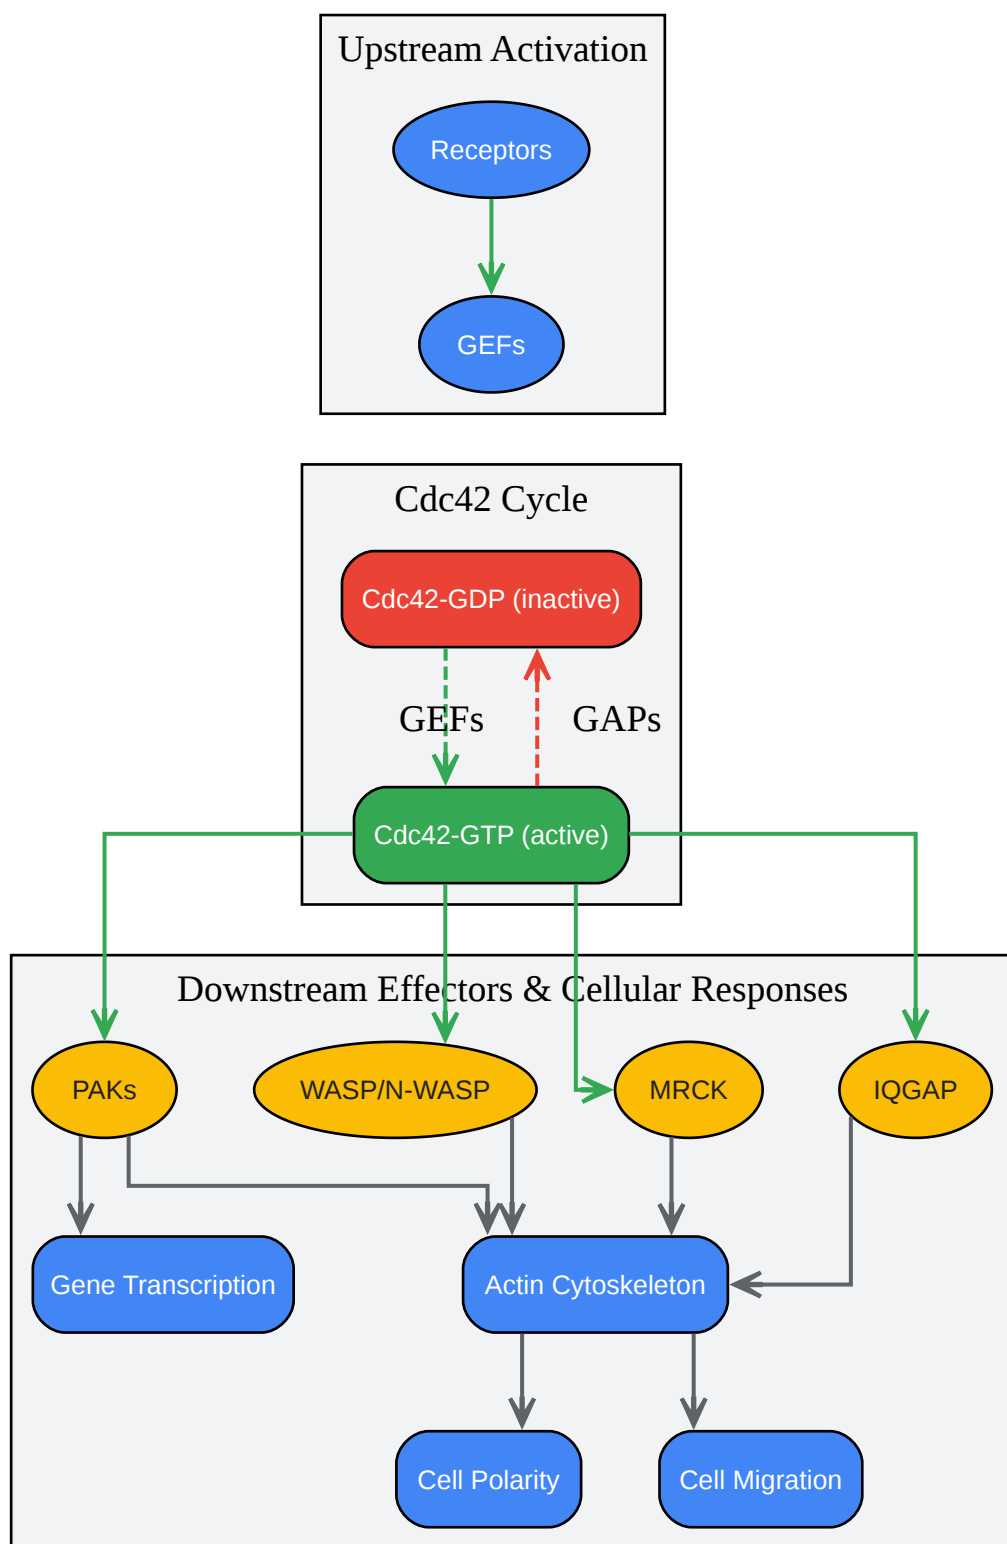 Upstream Activation
Receptors
GEFs
Cdc42 Cycle
Cdc42-GDP (inactive)
GEFs
GAPs
Cdc42-GTP (active)
Downstream Effectors & Cellular Responses
PAKs
WASP/N-WASP
MRCK
IQGAP
Gene Transcription
Actin Cytoskeleton
Cell Polarity
Cell Migration